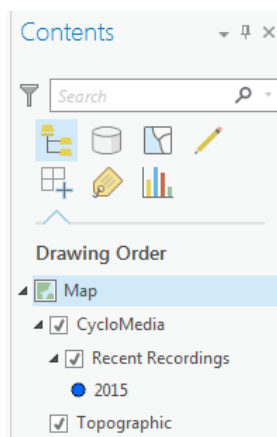 Contents
Search
Drawing Order
Map
CycloMedia
Recent Recordings
2015
Topographic